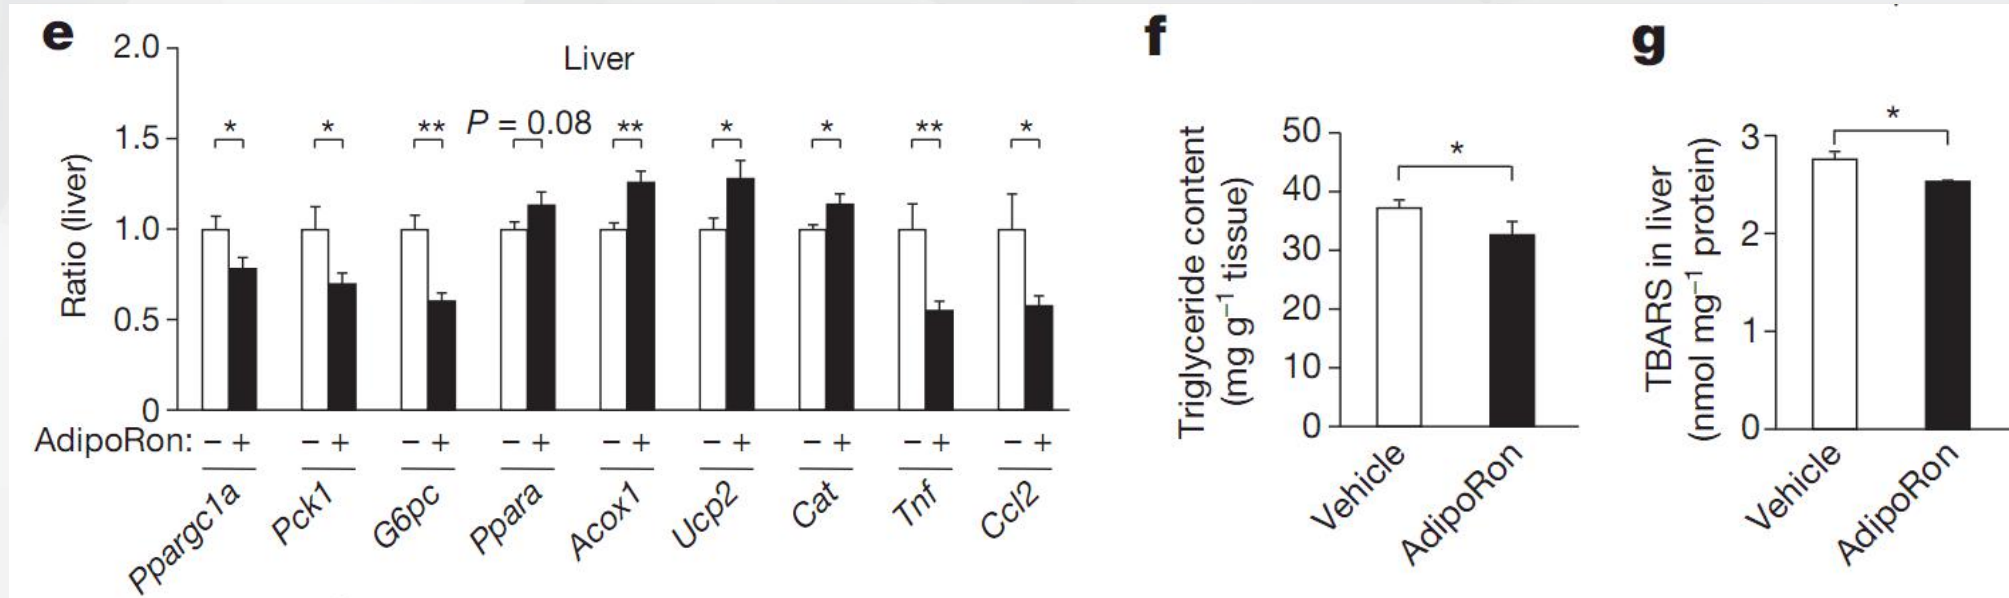 e
Liver
2.0
1.5
1.0
0.5
0
Ratio (liver)
* * ** P = 0.08 ** * * ** *
AdipoRon: – + – + – + – + – + – + – + – + – +
Ppargc1a Pck1 G6pc Ppara Acox1 Ucp2 Cat Tnf Ccl2
f
Triglyceride content
(mg g⁻¹ tissue)
50
40
30
20
10
0
*
Vehicle AdipoRon
g
TBARS in liver
(nmol mg⁻¹ protein)
3
2
1
0
*
Vehicle AdipoRon